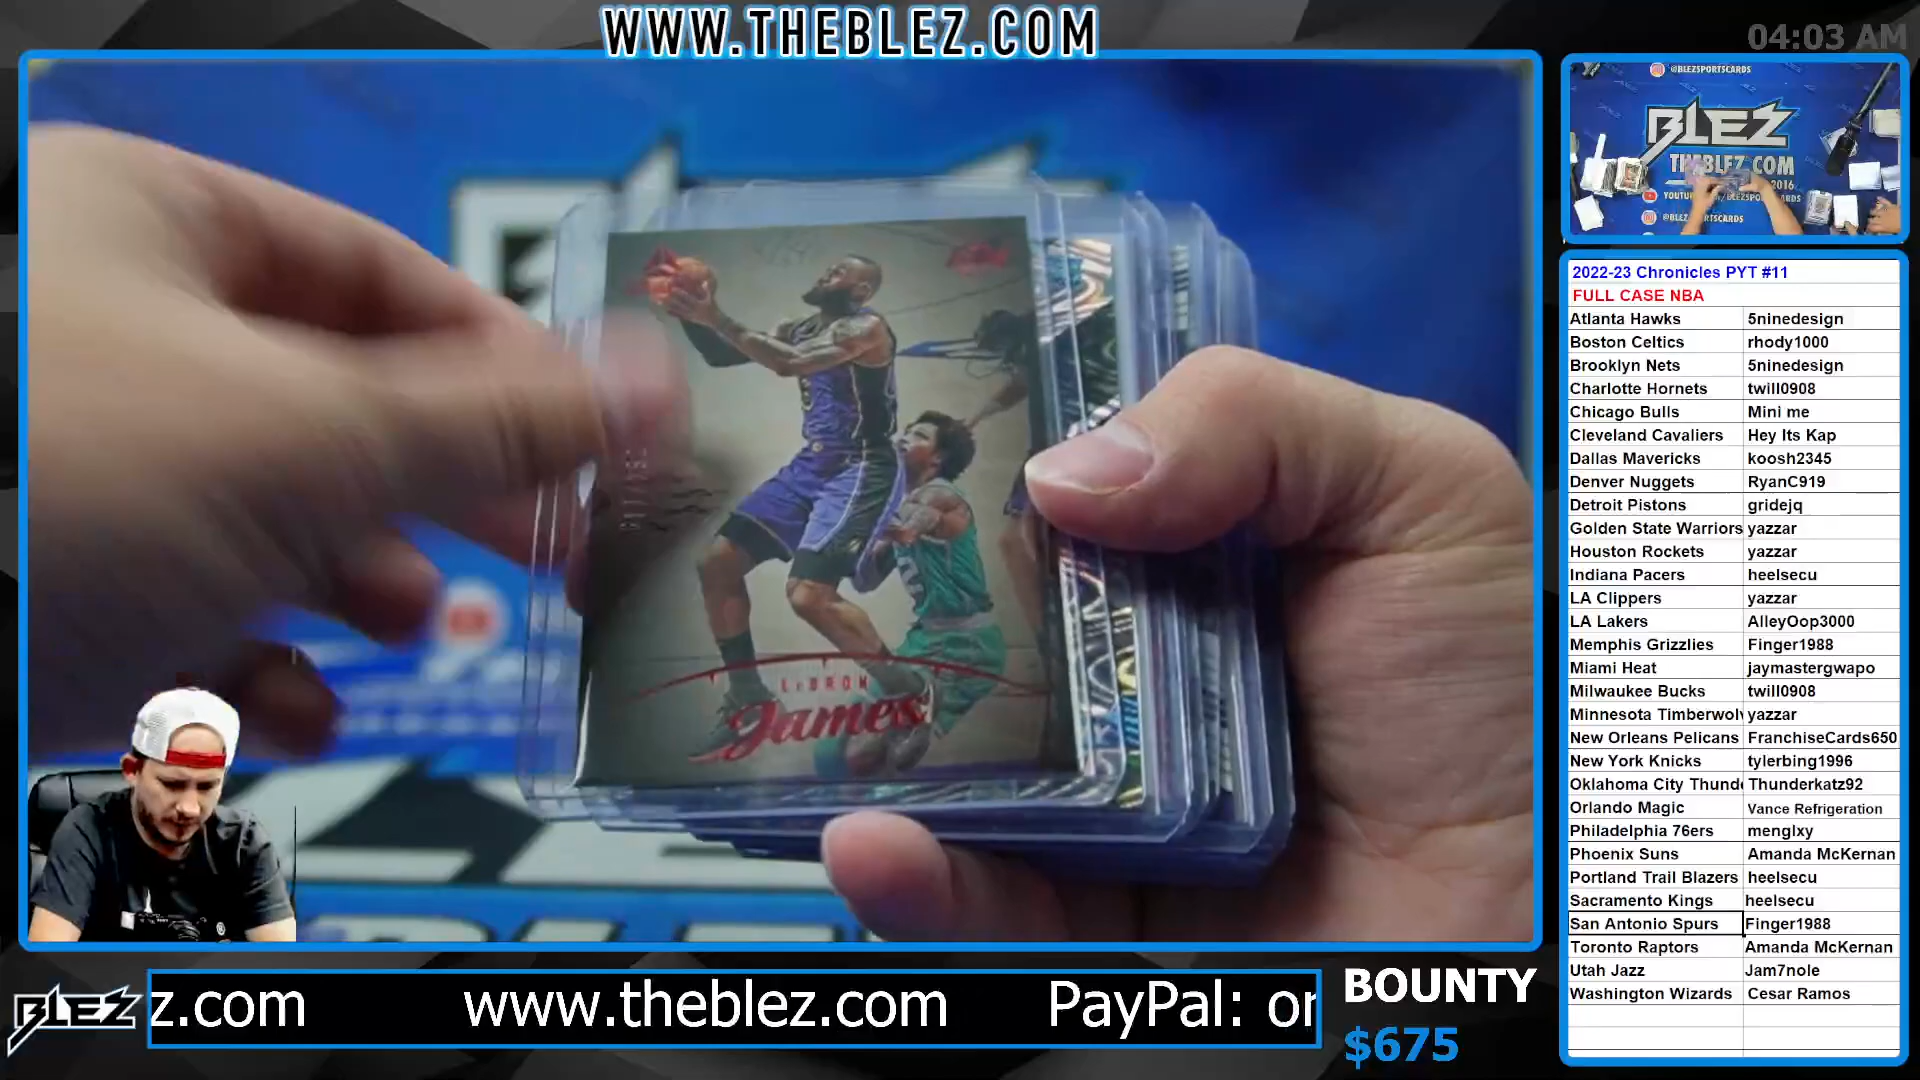 WWW.THEBLEZ.COM
04:03 AM
@BLEZSPORTSCARDS
BLEZ
THEBLEZ.COM
2016
LEBRON
James
2022-23 Chronicles PYT #11
FULL CASE NBA
Atlanta Hawks 5ninedesign
Boston Celtics rhody1000
Brooklyn Nets 5ninedesign
Charlotte Hornets twill0908
Chicago Bulls Mini me
Cleveland Cavaliers Hey Its Kap
Dallas Mavericks koosh2345
Denver Nuggets RyanC919
Detroit Pistons gridejq
Golden State Warriors yazzar
Houston Rockets yazzar
Indiana Pacers heelsecu
LA Clippers yazzar
LA Lakers AlleyOop3000
Memphis Grizzlies Finger1988
Miami Heat jaymastergwapo
Milwaukee Bucks twill0908
Minnesota Timberwol yazzar
New Orleans Pelicans FranchiseCards650
New York Knicks tylerbing1996
Oklahoma City Thund Thunderkatz92
Orlando Magic Vance Refrigeration
Philadelphia 76ers menglxy
Phoenix Suns Amanda McKernan
Portland Trail Blazers heelsecu
Sacramento Kings heelsecu
San Antonio Spurs Finger1988
Toronto Raptors Amanda McKernan
Utah Jazz Jam7nole
Washington Wizards Cesar Ramos
BLEZ
z.com www.theblez.com PayPal: or
BOUNTY
$675